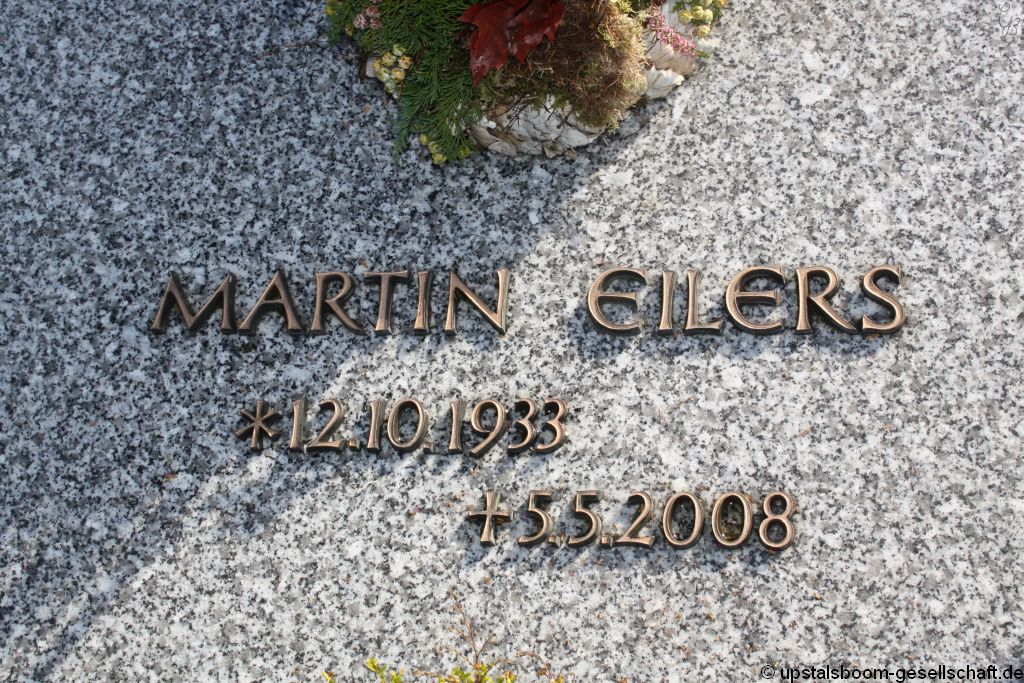 MARTIN EILERS
*12.10.1933
+5.5.2008
© upstalsboom-gesellschaft.de